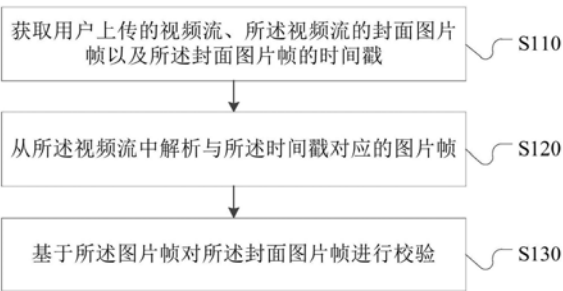 获取用户上传的视频流、所述视频流的封面图片
帧以及所述封面图片帧的时间戳
S110
从所述视频流中解析与所述时间戳对应的图片帧
S120
基于所述图片帧对所述封面图片帧进行校验
S130